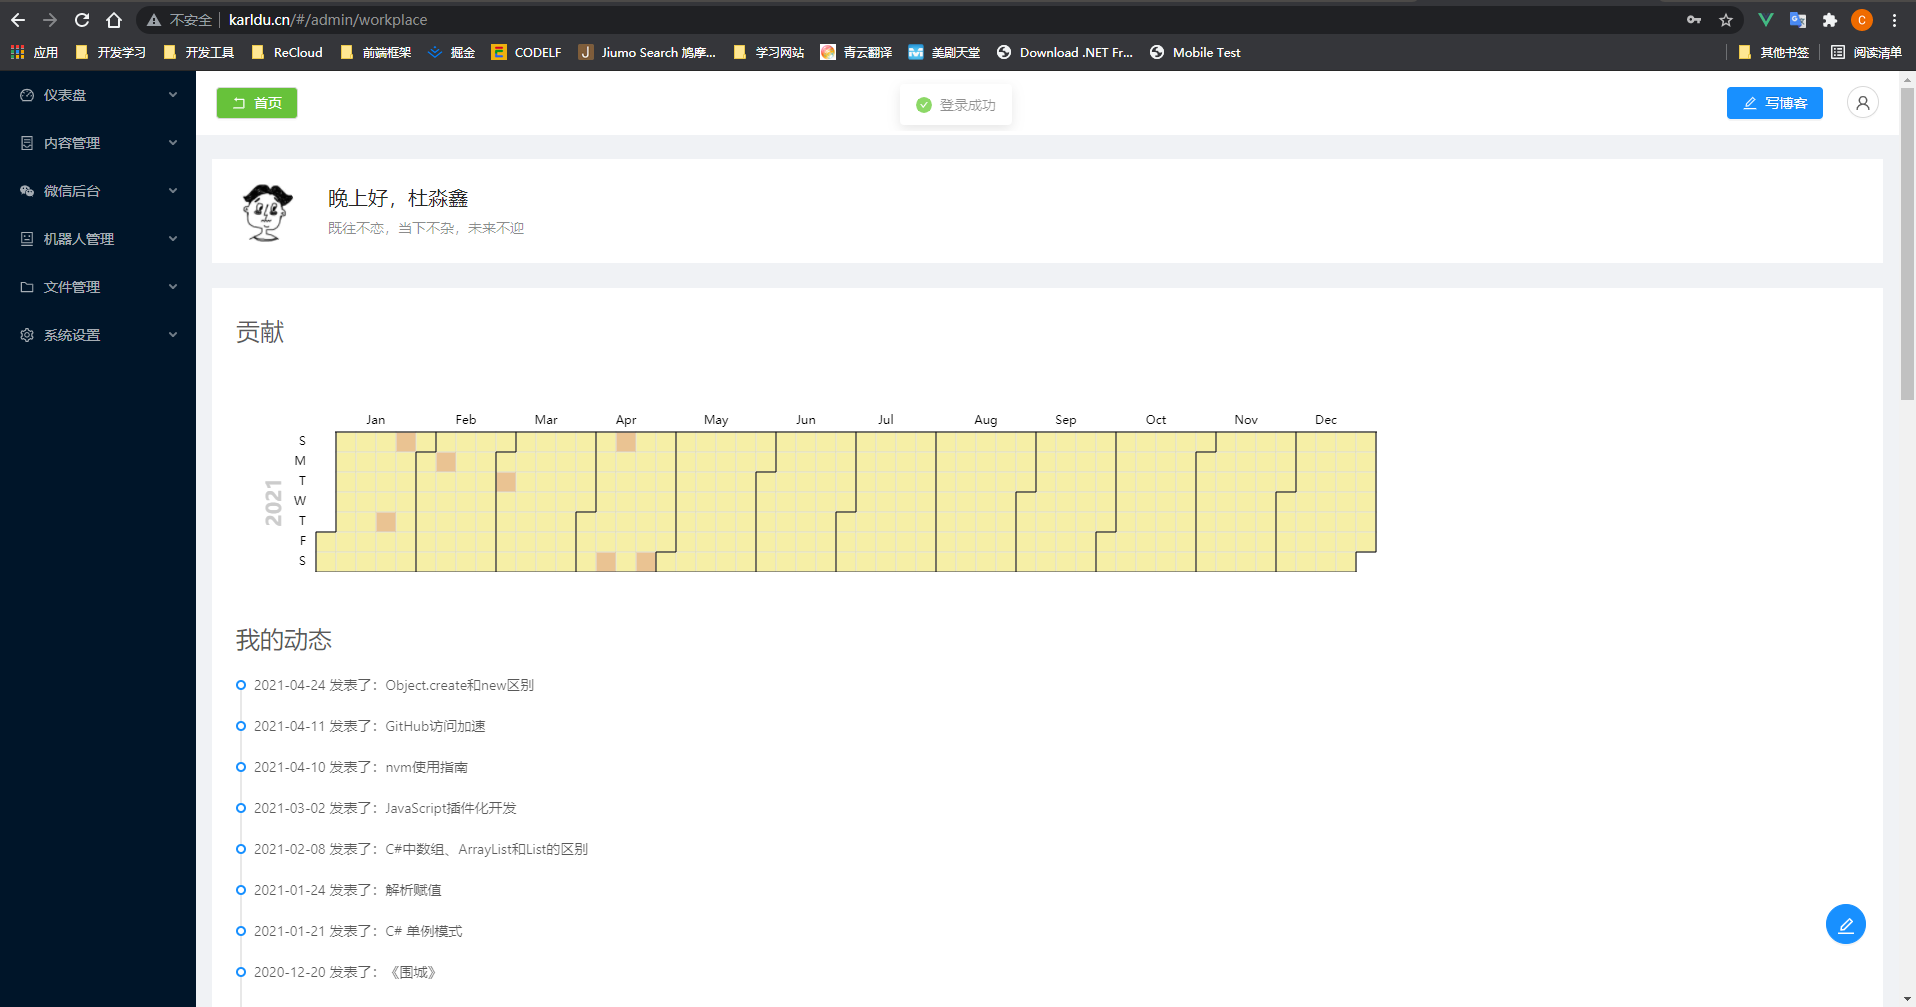 不安全 karldu.cn/#/admin/workplace C
应用 开发学习 开发工具 ReCloud 前端框架 掘金 E CODELF J Jiumo Search 鸠摩... 学习网站 青云翻译 美剧天堂 Download .NET Fr... Mobile Test 其他书签 阅读清单
仪表盘
内容管理
微信后台
机器人管理
文件管理
系统设置
首页
登录成功
写博客
晚上好，杜淼鑫
既往不恋，当下不杂，未来不迎
贡献
Jan Feb Mar Apr May Jun Jul Aug Sep Oct Nov Dec
2021
S
M
T
W
T
F
S
我的动态
2021-04-24 发表了：Object.create和new区别
2021-04-11 发表了：GitHub访问加速
2021-04-10 发表了：nvm使用指南
2021-03-02 发表了：JavaScript插件化开发
2021-02-08 发表了：C#中数组、ArrayList和List的区别
2021-01-24 发表了：解析赋值
2021-01-21 发表了：C# 单例模式
2020-12-20 发表了：《围城》